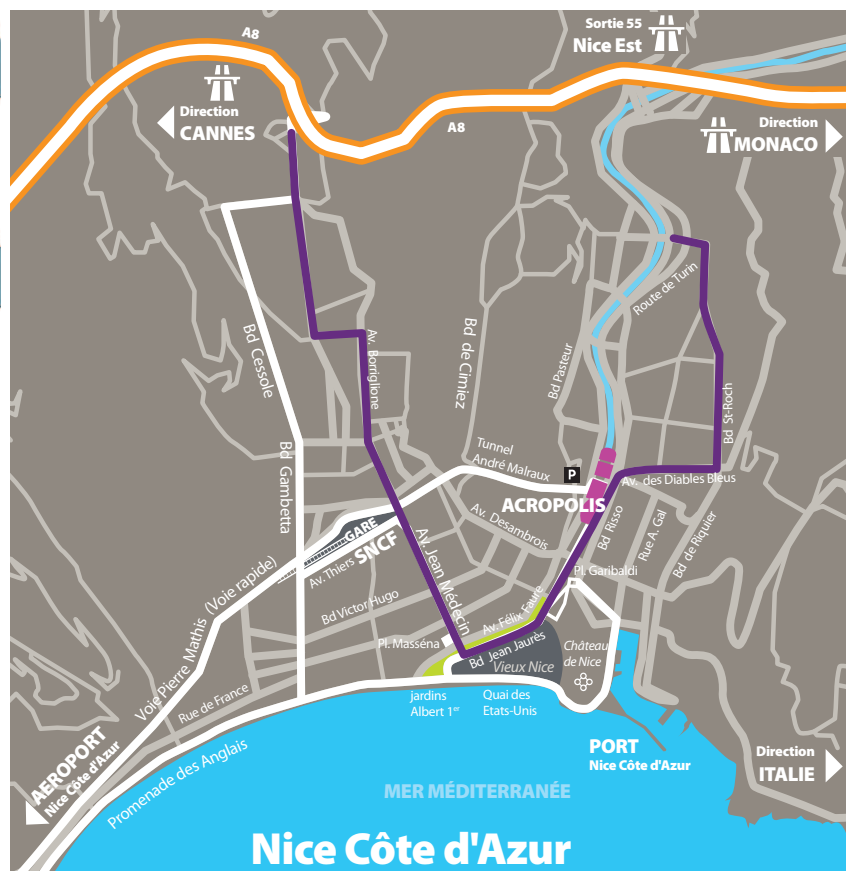 A8
Sortie 55
Nice Est
Direction
CANNES
A8
Direction
MONACO
Route de Turin
Bd Cessole
Av. Borriglione
Bd de Cimiez
Bd Pasteur
Bd St-Roch
Bd Gambetta
Tunnel
André Malraux
P
Av. des Diables Bleus
ACROPOLIS
Av. Desambrois
Bd Risso
Rue A. Gal
Bd de Riquier
GARE
SNCF
Av. Thiers
Av. Jean Médecin
Pl. Garibaldi
Voie Pierre Mathis (Voie rapide)
Bd Victor Hugo
Av. Félix Faure
Pl. Masséna
Bd Jean Jaurès
Vieux Nice
Château
de Nice
Rue de France
jardins
Albert 1er
Quai des
Etats-Unis
Promenade des Anglais
AEROPORT
Nice Côte d'Azur
PORT
Nice Côte d'Azur
Direction
ITALIE
MER MÉDITERRANÉE
Nice Côte d'Azur